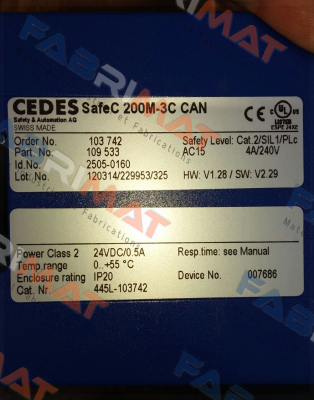 CEDES SafeC 200M-3C CAN
Safety & Automation AG
SWISS MADE
LISTED
ESPE J4X2
Order No. 103 742 Safety Level: Cat.2/SIL1/PLc
Part. No. 109 533 AC15 4A/240V
Id.No. 2505-0160
Lot. No. 120314/229953/325 HW: V1.28 / SW: V2.29
Power Class 2 24VDC/0.5A Resp.time: see Manual
Temp.range 0...+55 °C
Enclosure rating IP20 Device No. 007686
Cat. Nr. 445L-103742
FABRIMAT